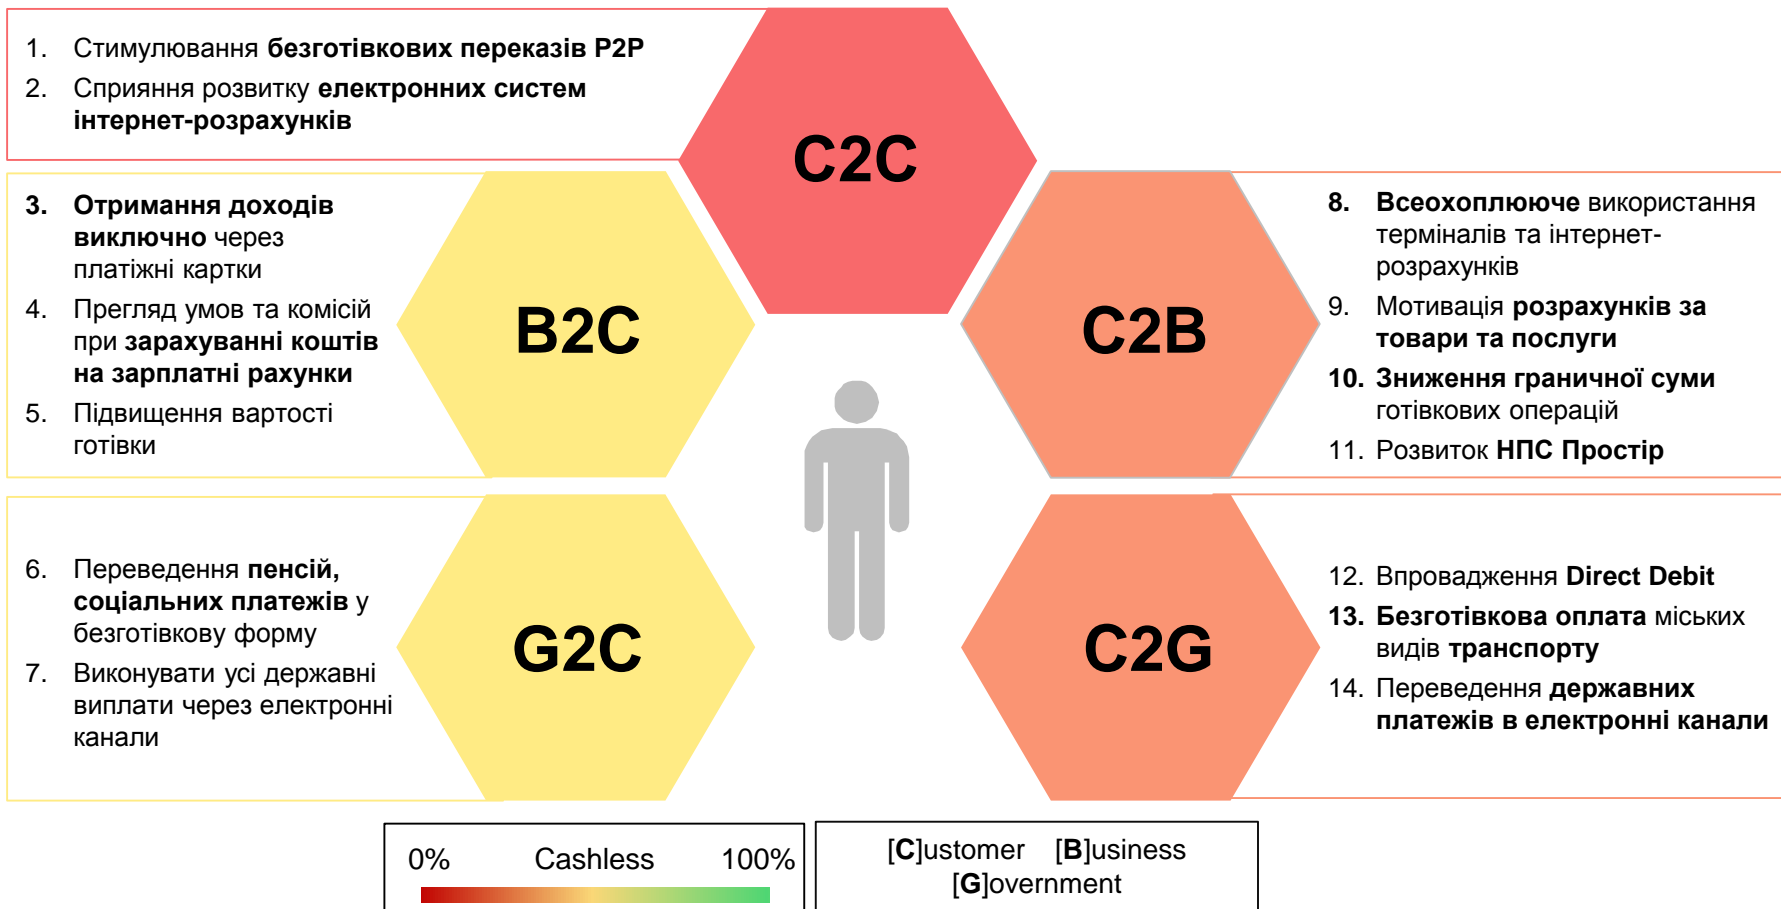 1. Стимулювання безготівкових переказів P2P
2. Сприяння розвитку електронних систем
інтернет-розрахунків
C2C
3. Отримання доходів
виключно через
платіжні картки
4. Прегляд умов та комісій
при зарахуванні коштів
на зарплатні рахунки
5. Підвищення вартості
готівки
B2C
C2B
8. Всеохоплююче використання
терміналів та інтернет-
розрахунків
9. Мотивація розрахунків за
товари та послуги
10. Зниження граничної суми
готівкових операцій
11. Розвиток НПС Простір
6. Переведення пенсій,
соціальних платежів у
безготівкову форму
7. Виконувати усі державні
виплати через електронні
канали
G2C
C2G
12. Впровадження Direct Debit
13. Безготівкова оплата міських
видів транспорту
14. Переведення державних
платежів в електронні канали
0% Cashless 100%
[C]ustomer [B]usiness
[G]overnment